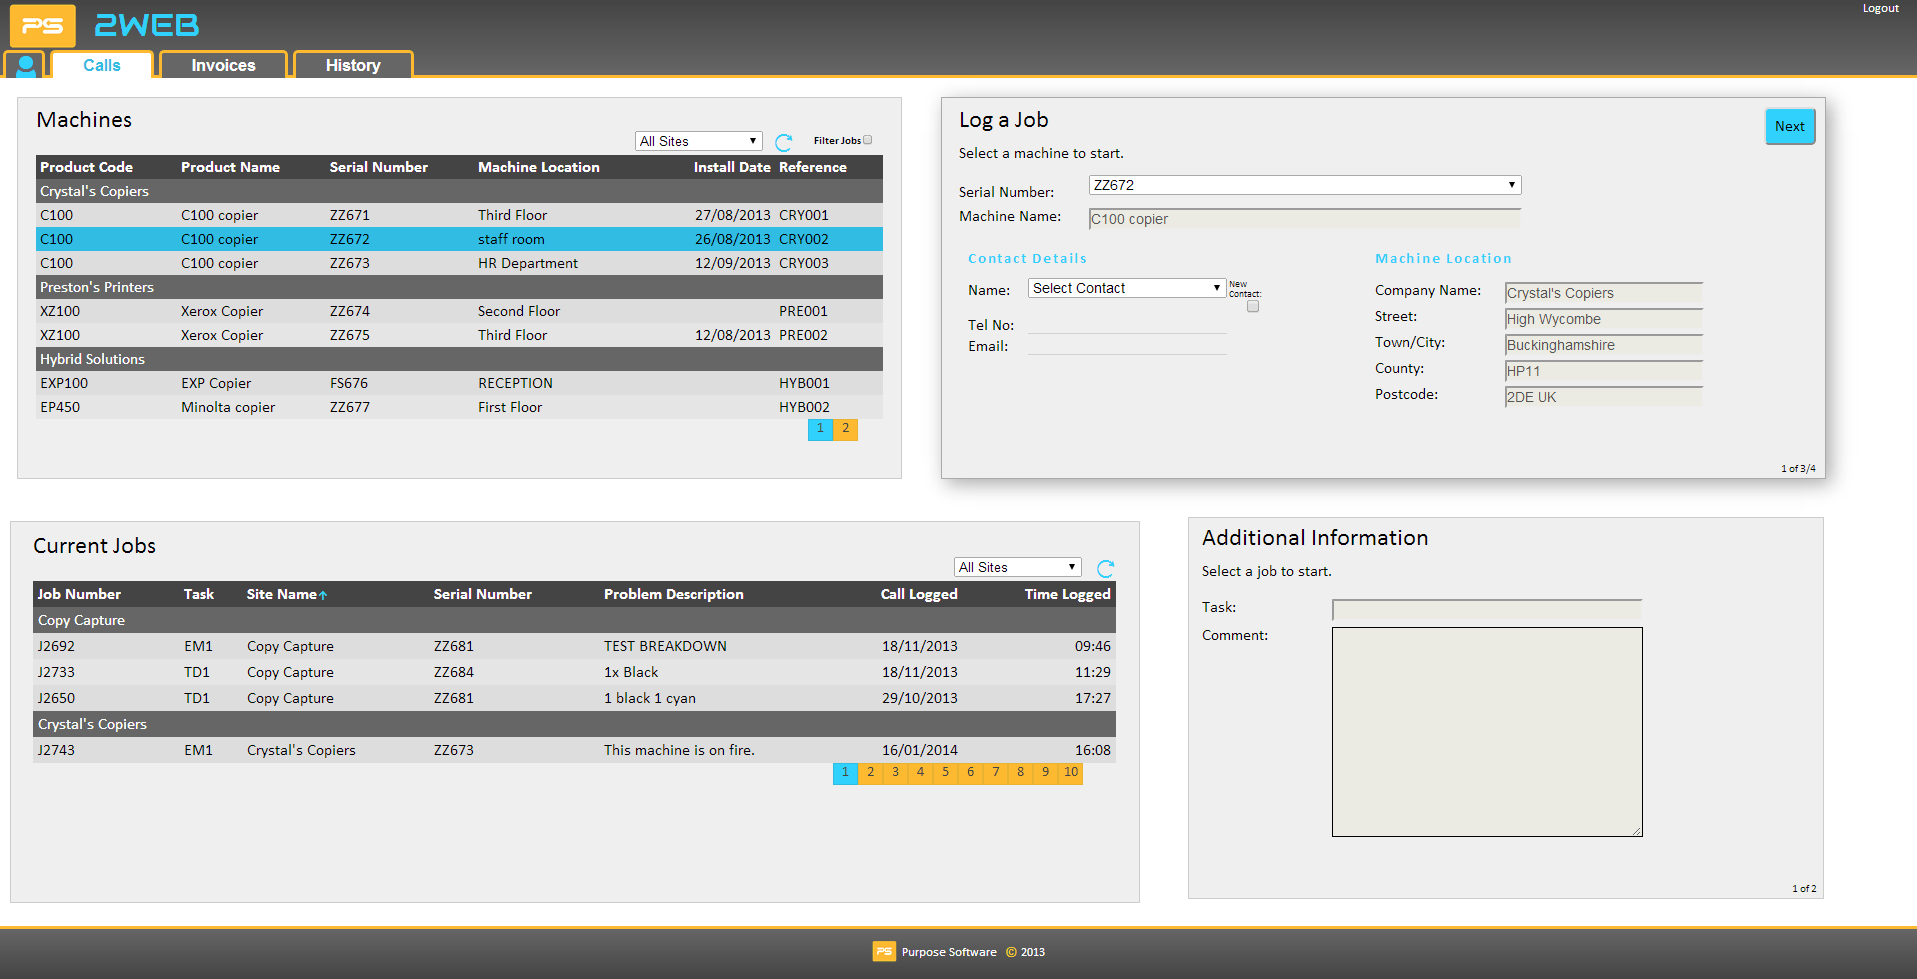 PS 2WEB
Logout
Calls Invoices History
Machines
All Sites Filter Jobs
Product Code Product Name Serial Number Machine Location Install Date Reference
Crystal's Copiers
C100 C100 copier ZZ671 Third Floor 27/08/2013 CRY001
C100 C100 copier ZZ672 staff room 26/08/2013 CRY002
C100 C100 copier ZZ673 HR Department 12/09/2013 CRY003
Preston's Printers
XZ100 Xerox Copier ZZ674 Second Floor PRE001
XZ100 Xerox Copier ZZ675 Third Floor 12/08/2013 PRE002
Hybrid Solutions
EXP100 EXP Copier FS676 RECEPTION HYB001
EP450 Minolta copier ZZ677 First Floor HYB002
1 2
Log a Job
Next
Select a machine to start.
Serial Number: ZZ672
Machine Name: C100 copier
Contact Details
Name: Select Contact New
Contact:
Tel No:
Email:
Machine Location
Company Name: Crystal's Copiers
Street: High Wycombe
Town/City: Buckinghamshire
County: HP11
Postcode: 2DE UK
1 of 3/4
Current Jobs
All Sites
Job Number Task Site Name Serial Number Problem Description Call Logged Time Logged
Copy Capture
J2692 EM1 Copy Capture ZZ681 TEST BREAKDOWN 18/11/2013 09:46
J2733 TD1 Copy Capture ZZ684 1x Black 18/11/2013 11:29
J2650 TD1 Copy Capture ZZ681 1 black 1 cyan 29/10/2013 17:27
Crystal's Copiers
J2743 EM1 Crystal's Copiers ZZ673 This machine is on fire. 16/01/2014 16:08
1 2 3 4 5 6 7 8 9 10
Additional Information
Select a job to start.
Task:
Comment:
1 of 2
PS Purpose Software © 2013